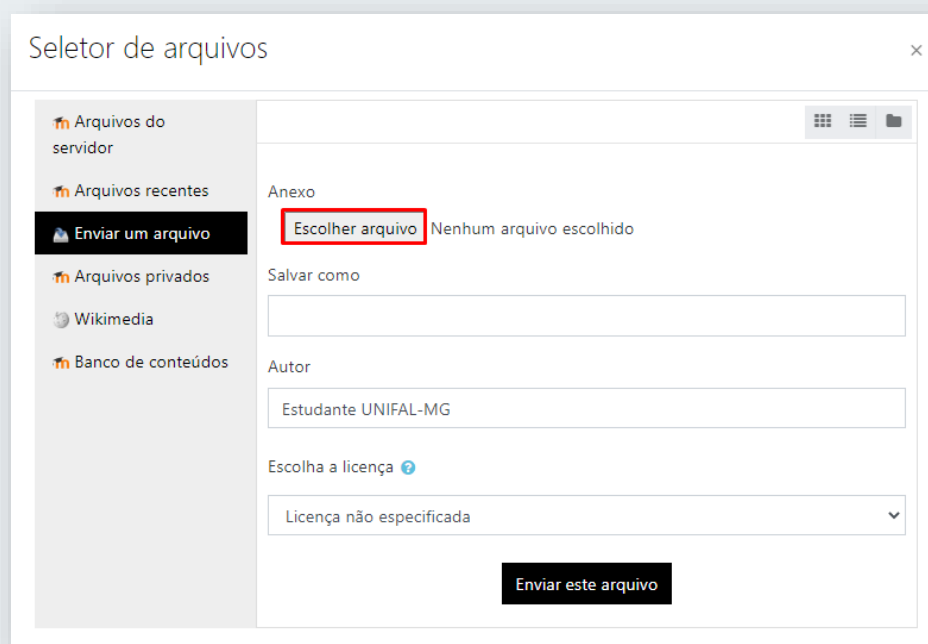 Seletor de arquivos
×
Arquivos do
servidor
Arquivos recentes
Enviar um arquivo
Arquivos privados
Wikimedia
Banco de conteúdos
Anexo
Escolher arquivo Nenhum arquivo escolhido
Salvar como
Autor
Estudante UNIFAL-MG
Escolha a licença ?
Licença não especificada
Enviar este arquivo